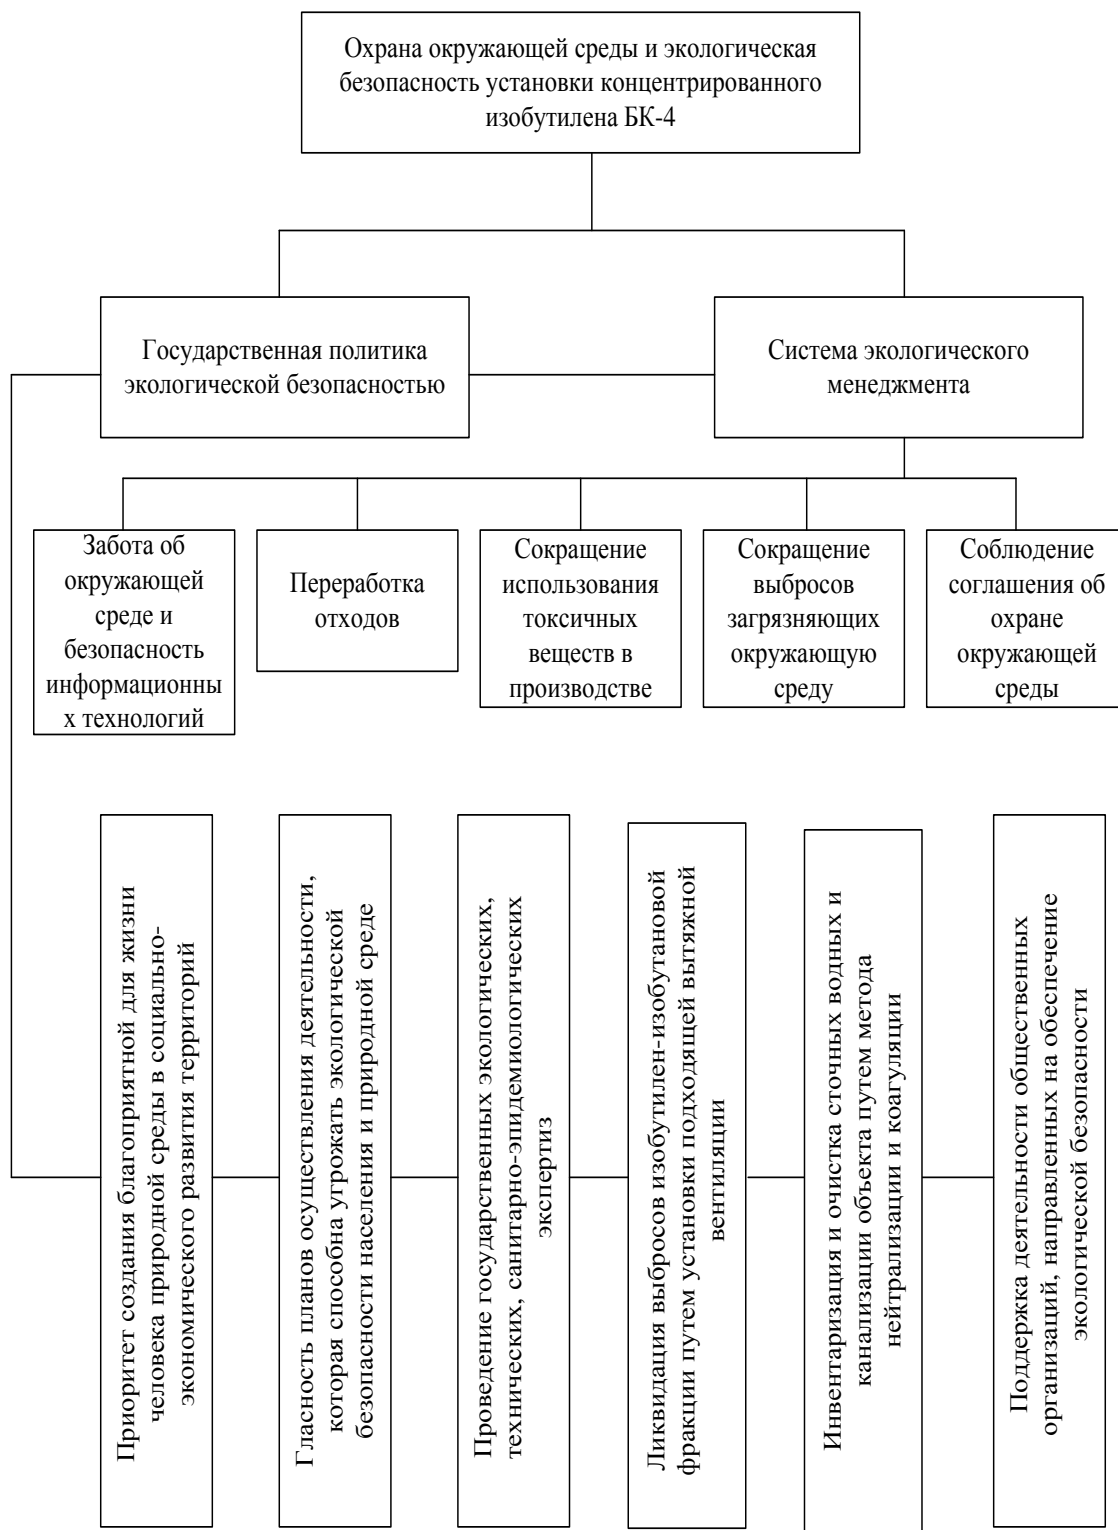 Охрана окружающей среды и экологическая
безопасность установки концентрированного
изобутилена БК-4
Государственная политика
экологической безопасностью
Система экологического
менеджмента
Забота об
окружающей
среде и
безопасность
информационны
х технологий
Переработка
отходов
Сокращение
использования
токсичных
веществ в
производстве
Сокращение
выбросов
загрязняющих
окружающую
среду
Соблюдение
соглашения об
охране
окружающей
среды
Приоритет создания благоприятной для жизни
человека природной среды в социально-
экономического развития территорий
Гласность планов осуществления деятельности,
которая способна угрожать экологической
безопасности населения и природной среде
Проведение государственных экологических,
технических, санитарно-эпидемиологических
экспертиз
Ликвидация выбросов изобутилен-изобутановой
фракции путем установки подходящей вытяжной
вентиляции
Инвентаризация и очистка сточных водных и
канализации объекта путем метода
нейтрализации и коагуляции
Поддержка деятельности общественных
организаций, направленных на обеспечение
экологической безопасности